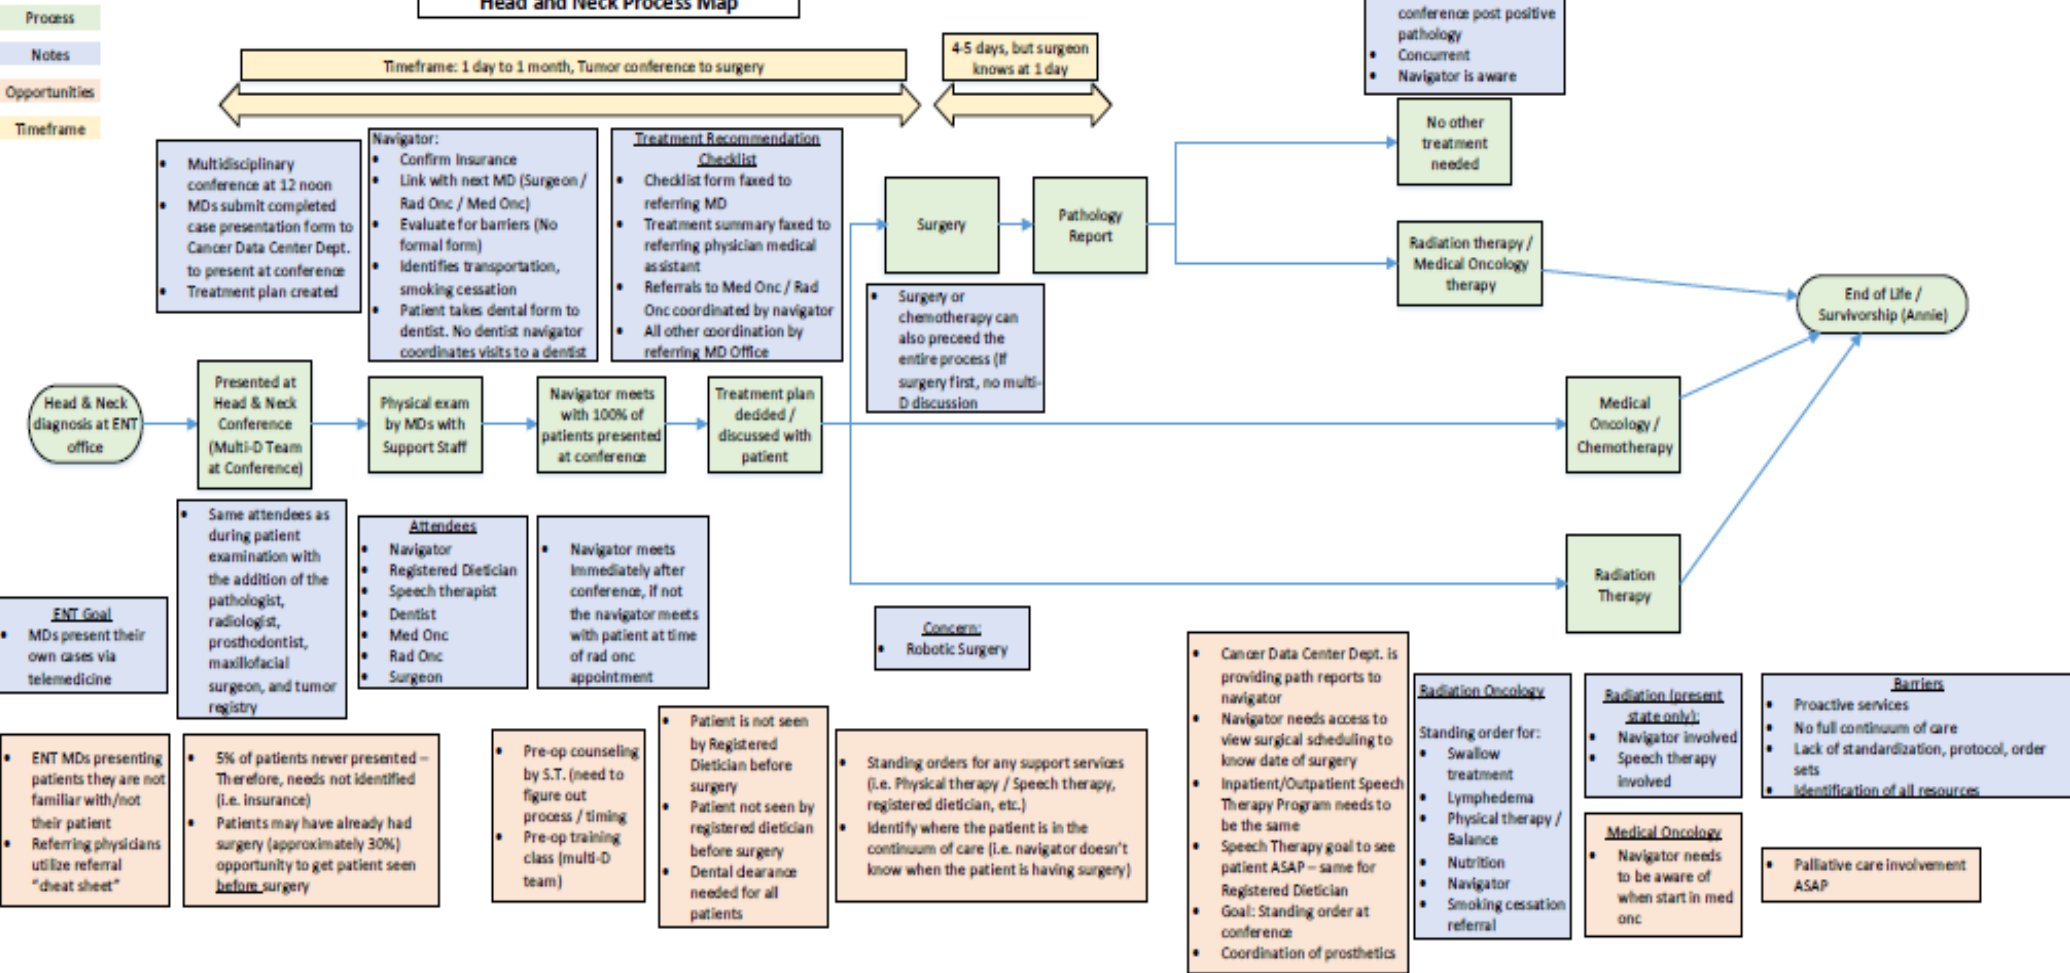 Head and Neck Process Map
Process
Notes
Opportunities
Timeframe
Timeframe: 1 day to 1 month, Tumor conference to surgery
4-5 days, but surgeon
knows at 1 day
conference post positive
pathology
• Concurrent
• Navigator is aware
• Multidisciplinary
conference at 12 noon
• MDs submit completed
case presentation form to
Cancer Data Center Dept.
to present at conference
• Treatment plan created
Navigator:
• Confirm Insurance
• Link with next MD (Surgeon /
Rad Onc / Med Onc)
• Evaluate for barriers (No
formal form)
• Identifies transportation,
smoking cessation
• Patient takes dental form to
dentist. No dentist navigator
coordinates visits to a dentist
Treatment Recommendation
Checklist
• Checklist form faxed to
referring MD
• Treatment summary faxed to
referring physician medical
assistant
• Referrals to Med Onc / Rad
Onc coordinated by navigator
• All other coordination by
referring MD Office
Surgery
Pathology
Report
No other
treatment
needed
Radiation therapy /
Medical Oncology
therapy
End of Life /
Survivorship (Annie)
• Surgery or
chemotherapy can
also preceed the
entire process (If
surgery first, no multi-
D discussion
Head & Neck
diagnosis at ENT
office
Presented at
Head & Neck
Conference
(Multi-D Team
at Conference)
Physical exam
by MDs with
Support Staff
Navigator meets
with 100% of
patients presented
at conference
Treatment plan
decided /
discussed with
patient
Medical
Oncology /
Chemotherapy
Radiation
Therapy
ENT Goal
• MDs present their
own cases via
telemedicine
• Same attendees as
during patient
examination with
the addition of the
pathologist,
radiologist,
prosthodontist,
maxillofacial
surgeon, and tumor
registry
Attendees
• Navigator
• Registered Dietician
• Speech therapist
• Dentist
• Med Onc
• Rad Onc
• Surgeon
• Navigator meets
Immediately after
conference, if not
the navigator meets
with patient at time
of rad onc
appointment
Concern:
• Robotic Surgery
• ENT MDs presenting
patients they are not
familiar with/not
their patient
• Referring physicians
utilize referral
"cheat sheet"
• 5% of patients never presented –
Therefore, needs not identified
(i.e. insurance)
• Patients may have already had
surgery (approximately 30%)
opportunity to get patient seen
before surgery
• Pre-op counseling
by S.T. (need to
figure out
process / timing
• Pre-op training
class (multi-D
team)
• Patient is not seen
by Registered
Dietician before
surgery
• Patient not seen by
registered dietician
before surgery
• Dental clearance
needed for all
patients
• Standing orders for any support services
(i.e. Physical therapy / Speech therapy,
registered dietician, etc.)
• Identify where the patient is in the
continuum of care (i.e. navigator doesn't
know when the patient is having surgery)
• Cancer Data Center Dept. is
providing path reports to
navigator
• Navigator needs access to
view surgical scheduling to
know date of surgery
• Inpatient/Outpatient Speech
Therapy Program needs to
be the same
• Speech Therapy goal to see
patient ASAP – same for
Registered Dietician
• Goal: Standing order at
conference
• Coordination of prosthetics
Radiation Oncology
Standing order for:
• Swallow
treatment
• Lymphedema
• Physical therapy /
Balance
• Nutrition
• Navigator
• Smoking cessation
referral
Radiation (present
state only):
• Navigator involved
• Speech therapy
involved
Medical Oncology
• Navigator needs
to be aware of
when start in med
onc
Barriers
• Proactive services
• No full continuum of care
• Lack of standardization, protocol, order
sets
• Identification of all resources
• Palliative care involvement
ASAP